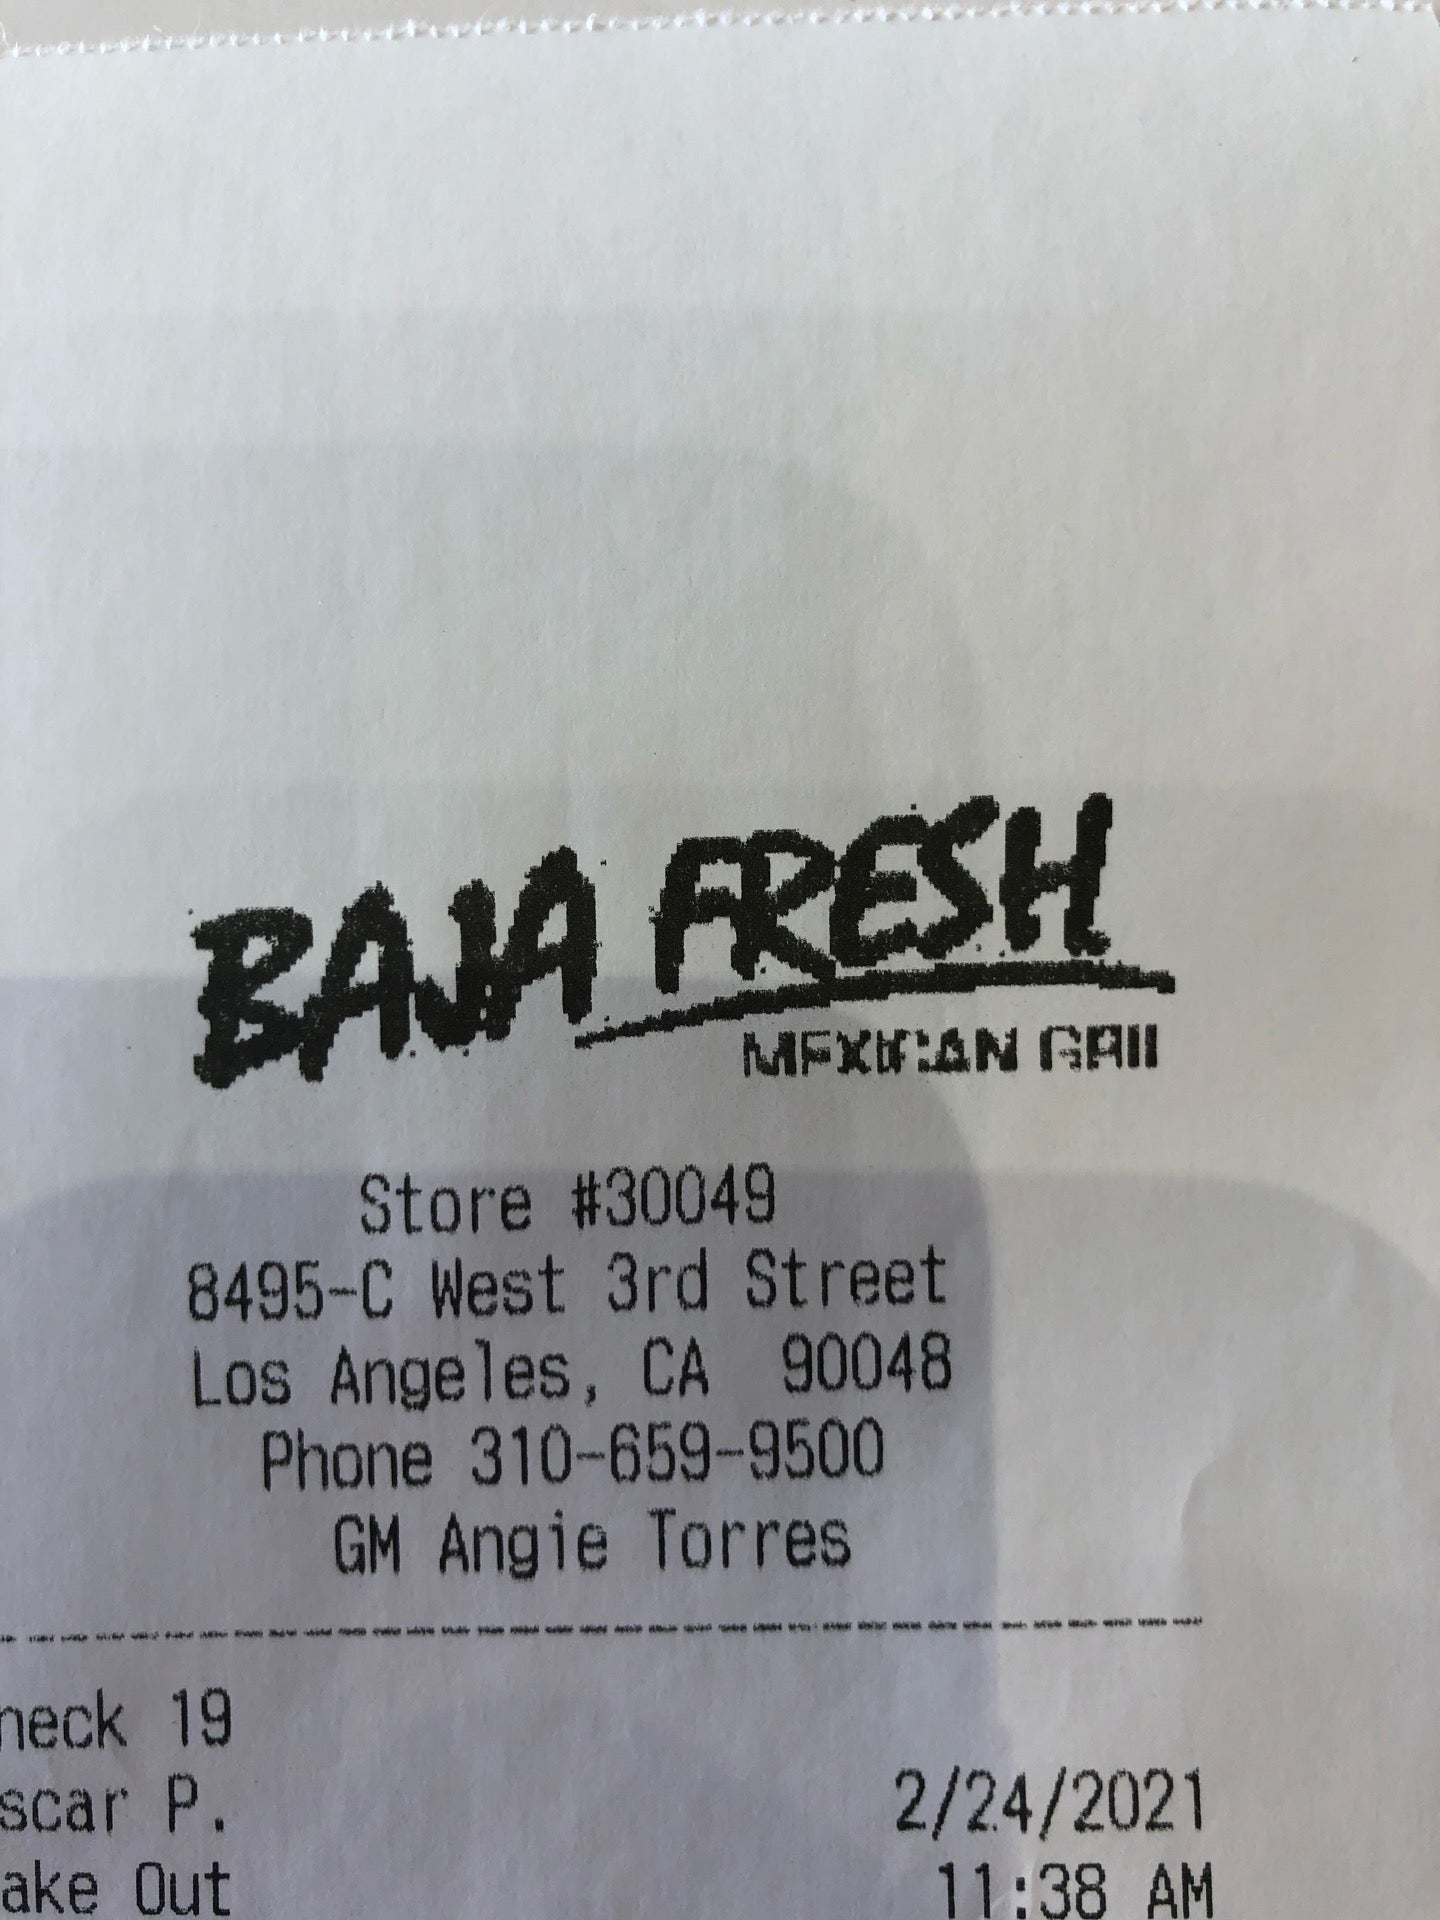 BAJA FRESH
MEXICAN GRILL
Store #30049
8495-C West 3rd Street
Los Angeles, CA 90048
Phone 310-659-9500
GM Angie Torres
heck 19
scar P.
2/24/2021
ake Out
11:38 AM